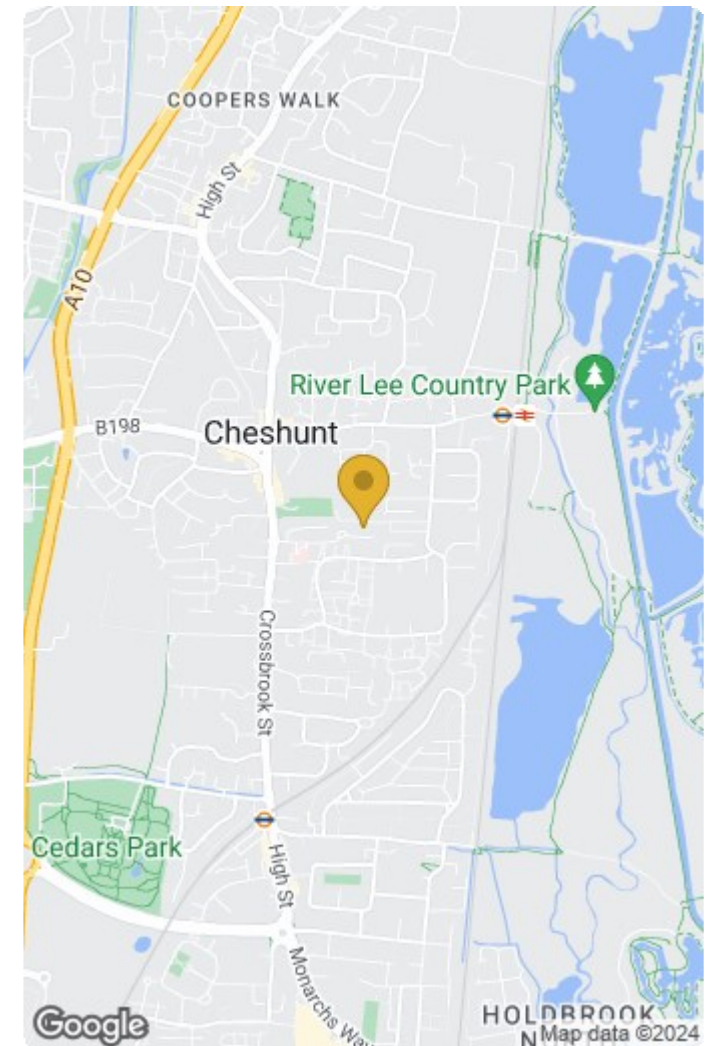 COOPERS WALK
High St
A10
River Lee Country Park
B198
Cheshunt
Crossbrook St
Cedars Park
High St
Monarchs Way
HOLDBROOK
Google
Map data ©2024